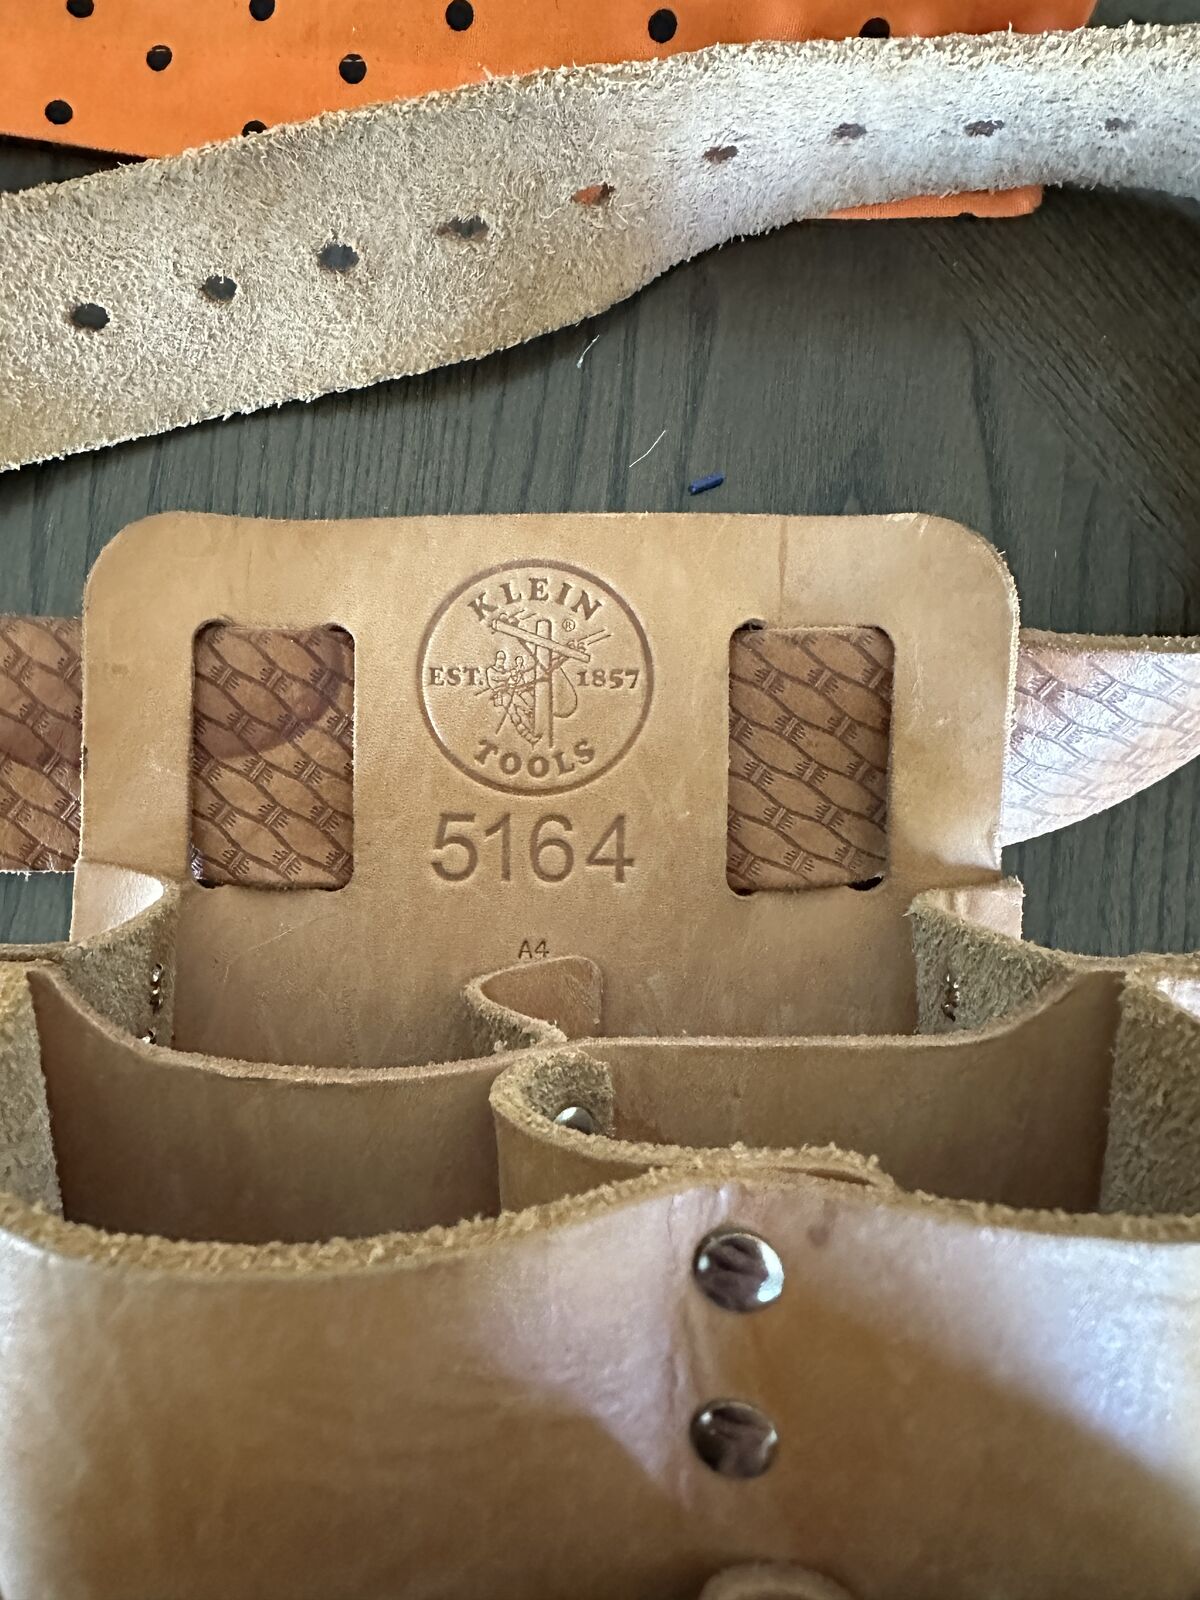 KLEIN
®
EST. 1857
TOOLS
5164
A4